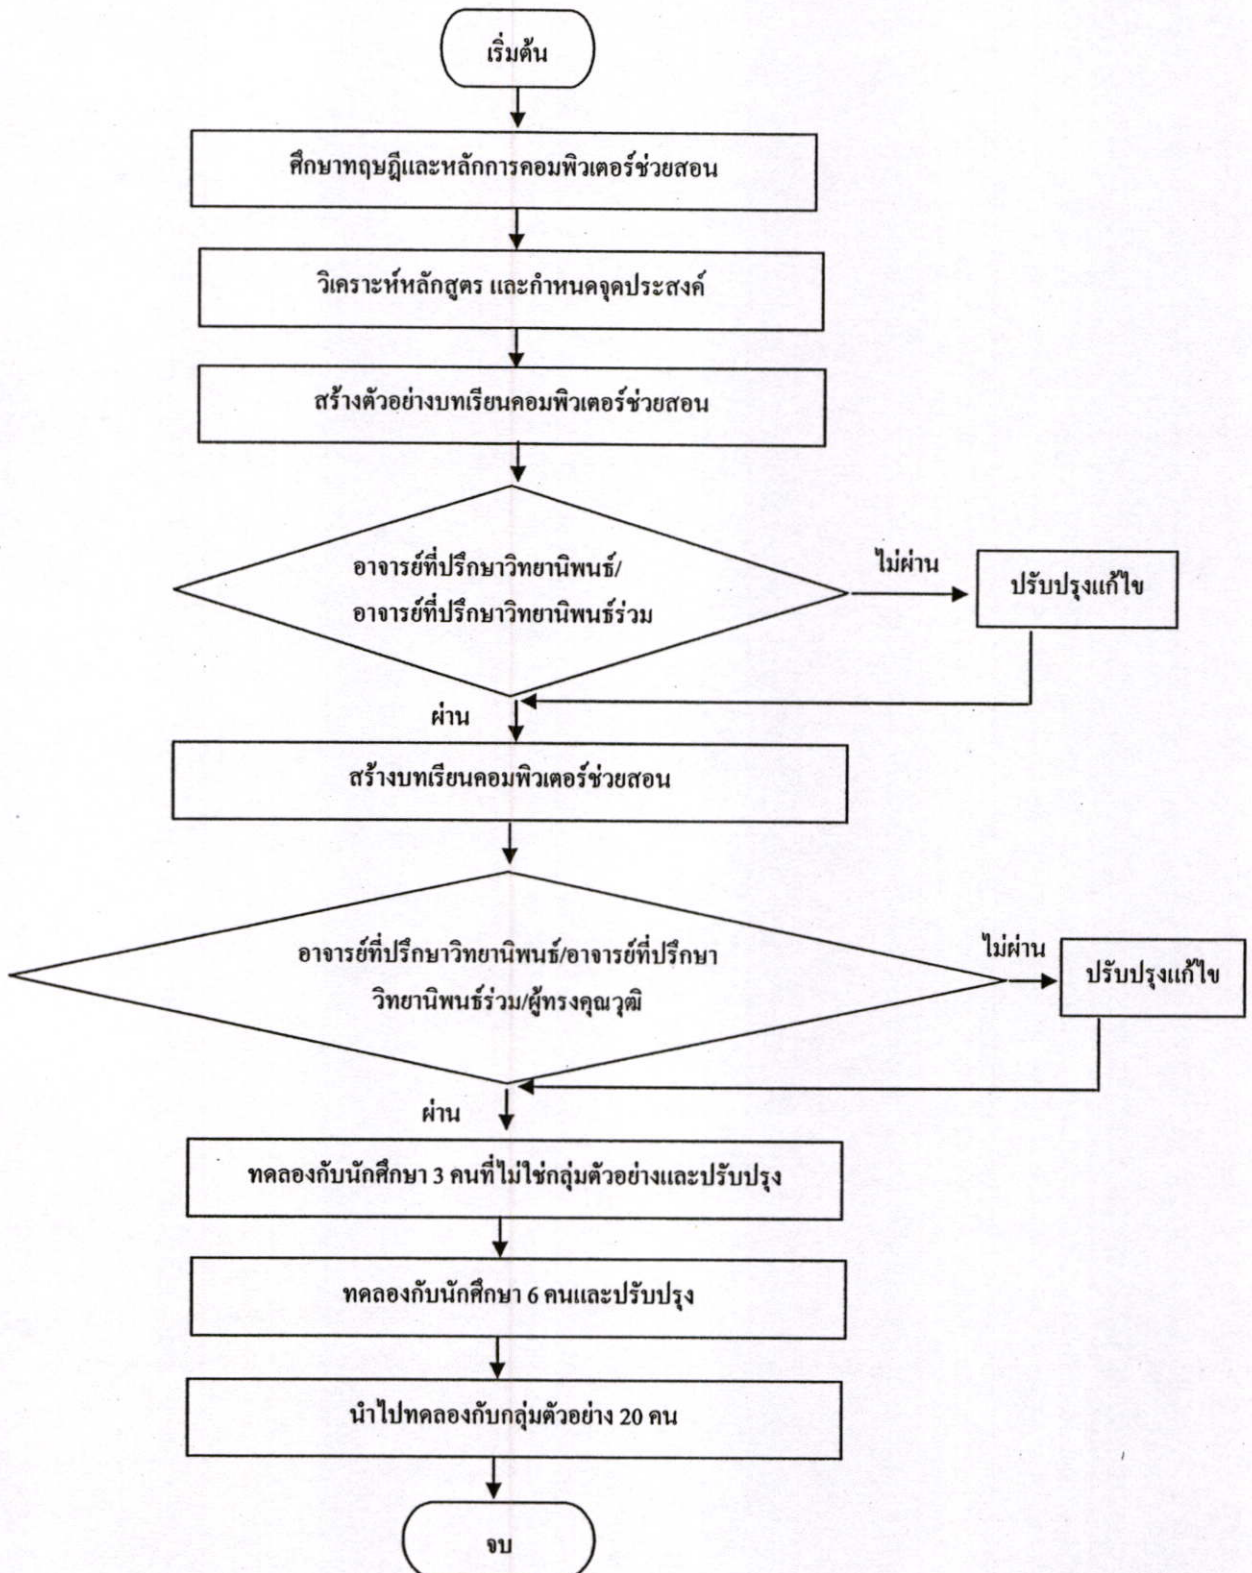 เริ่มต้น
ศึกษาทฤษฎีและหลักการคอมพิวเตอร์ช่วยสอน
วิเคราะห์หลักสูตร และกำหนดจุดประสงค์
สร้างตัวอย่างบทเรียนคอมพิวเตอร์ช่วยสอน
อาจารย์ที่ปรึกษาวิทยานิพนธ์/
อาจารย์ที่ปรึกษาวิทยานิพนธ์ร่วม
ไม่ผ่าน
ปรับปรุงแก้ไข
ผ่าน
สร้างบทเรียนคอมพิวเตอร์ช่วยสอน
อาจารย์ที่ปรึกษาวิทยานิพนธ์/อาจารย์ที่ปรึกษา
วิทยานิพนธ์ร่วม/ผู้ทรงคุณวุฒิ
ไม่ผ่าน
ปรับปรุงแก้ไข
ผ่าน
ทดลองกับนักศึกษา 3 คนที่ไม่ใช่กลุ่มตัวอย่างและปรับปรุง
ทดลองกับนักศึกษา 6 คนและปรับปรุง
นำไปทดลองกับกลุ่มตัวอย่าง 20 คน
จบ